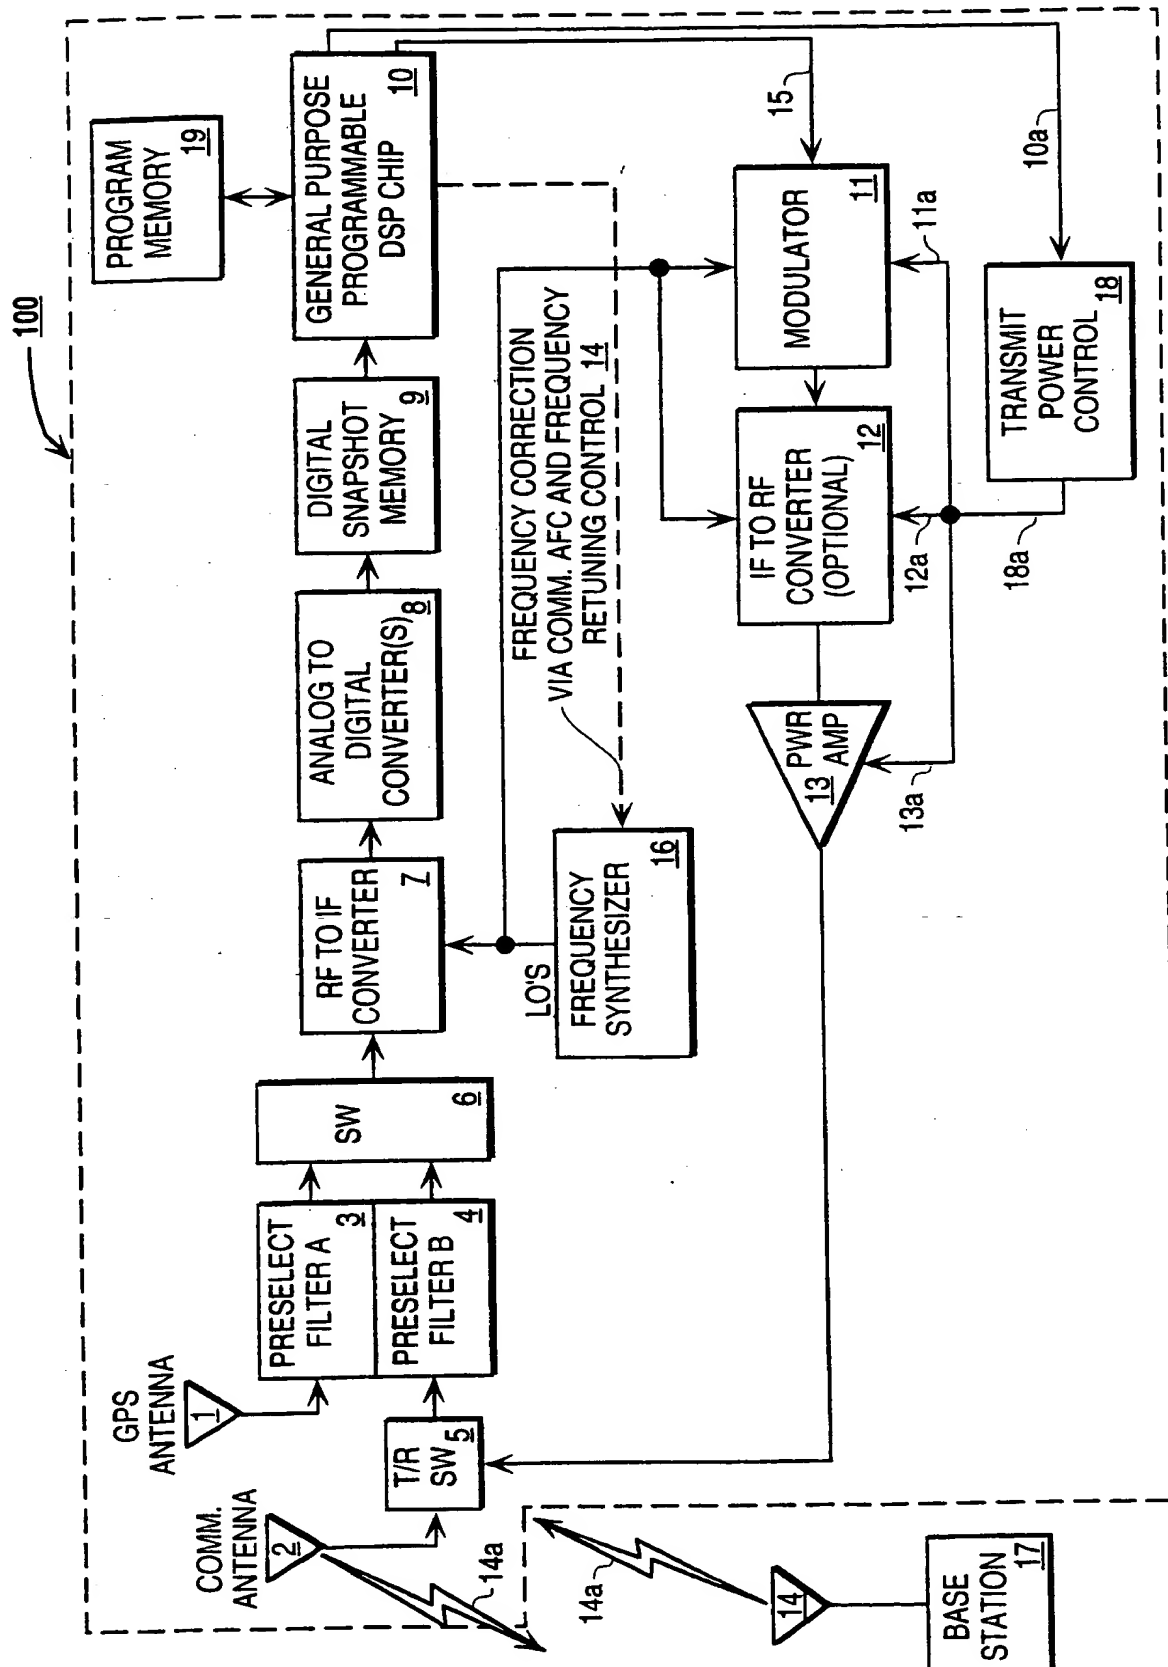 100
PROGRAM
MEMORY
19
GENERAL PURPOSE
PROGRAMMABLE
DSP CHIP
10
DIGITAL
SNAPSHOT
MEMORY
9
ANALOG TO
DIGITAL
CONVERTER(S)
8
RF TO IF
CONVERTER
7
SW
6
PRESELECT
FILTER A
3
PRESELECT
FILTER B
4
GPS
ANTENNA
1
T/R
SW
5
COMM.
ANTENNA
2
14a
FREQUENCY CORRECTION
VIA COMM. AFC AND FREQUENCY
RETUNING CONTROL 14
LO'S
FREQUENCY
SYNTHESIZER
16
15
MODULATOR
11
11a
10a
IF TO RF
CONVERTER
(OPTIONAL)
12
12a
TRANSMIT
POWER
CONTROL
18
18a
PWR
AMP
13
13a
14a
14
BASE
STATION
17